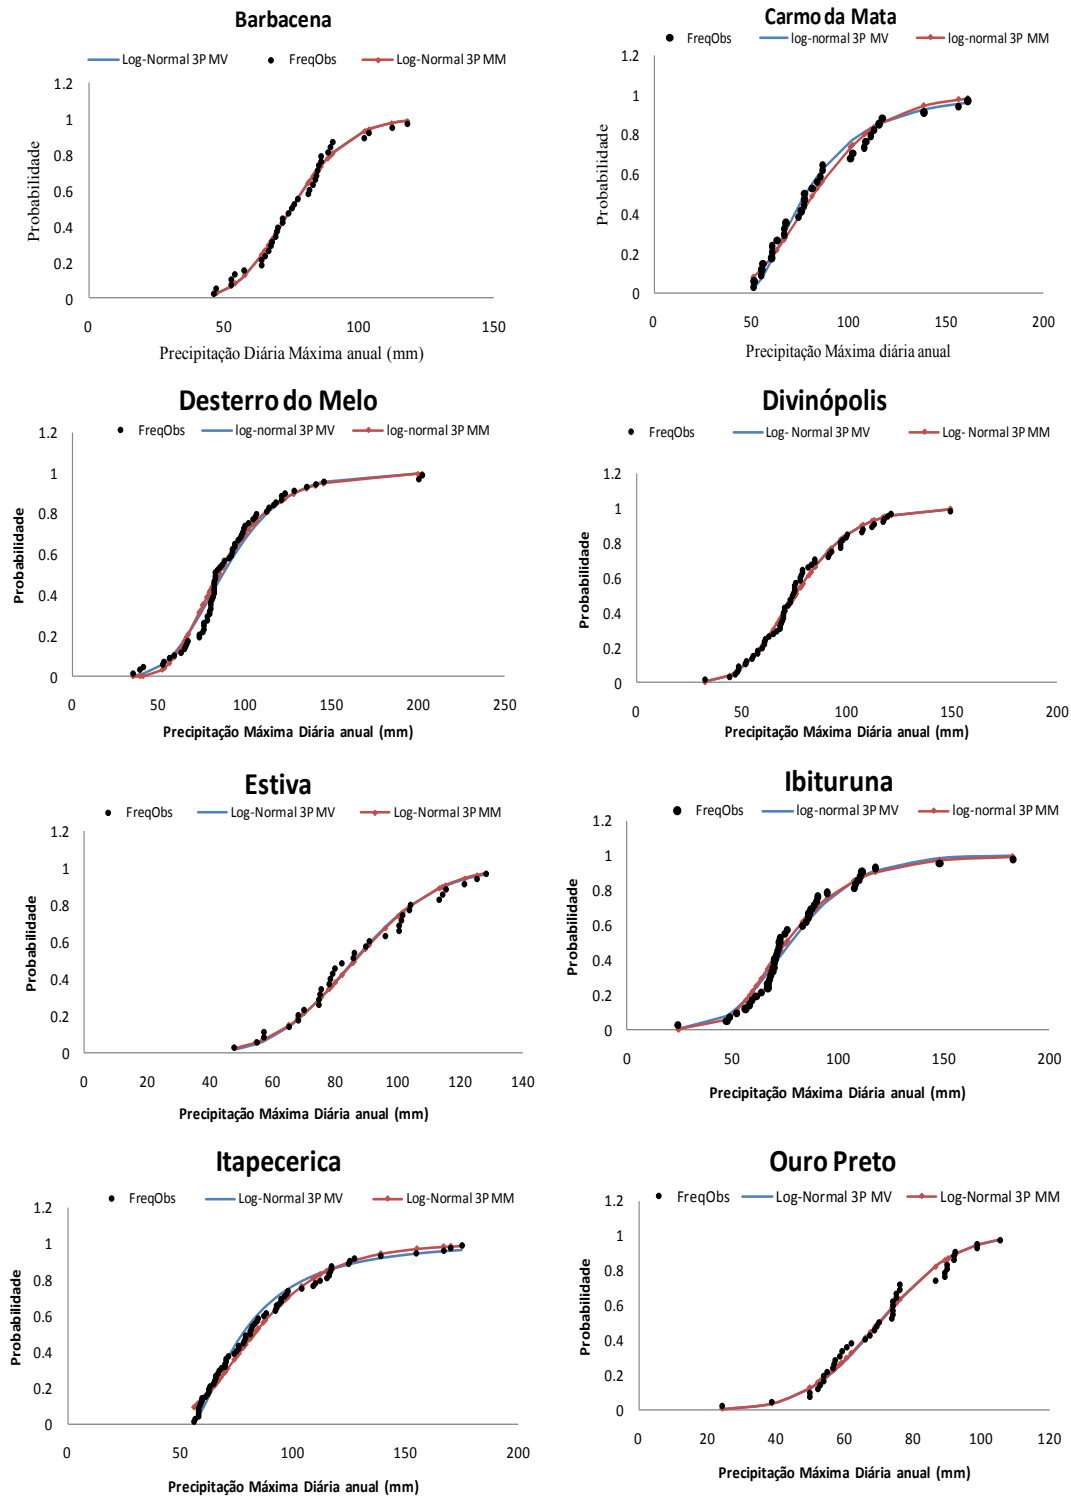 Barbacena
Log-Normal 3P MV FreqObs Log-Normal 3P MM
1.2
1
0.8
0.6
0.4
0.2
0
Probabilidade
0 50 100 150
Precipitação Diária Máxima anual (mm)
Carmo da Mata
FreqObs log-normal 3P MV log-normal 3P MM
1.2
1
0.8
0.6
0.4
0.2
0
Probabilidade
0 50 100 150 200
Precipitação Máxima diária anual
Desterro do Melo
FreqObs log-normal 3P MV log-normal 3P MM
1.2
1
0.8
0.6
0.4
0.2
0
Probabilidade
0 50 100 150 200 250
Precipitação Máxima Diária anual (mm)
Divinópolis
FreqObs Log- Normal 3P MV Log- Normal 3P MM
1.2
1
0.8
0.6
0.4
0.2
0
Probabilidade
0 50 100 150 200
Precipitação Máxima Diária anual (mm)
Estiva
FreqObs Log-Normal 3P MV Log-Normal 3P MM
1.2
1
0.8
0.6
0.4
0.2
0
Probabilidade
0 20 40 60 80 100 120 140
Precipitação Máxima Diária anual (mm)
Ibituruna
FreqObs log-normal 3P MV log-normal 3P MM
1.2
1
0.8
0.6
0.4
0.2
0
Probabilidade
0 50 100 150 200
Precipitação Máxima Diária anual (mm)
Itapecerica
FreqObs Log-Normal 3P MV Log-Normal 3P MM
1.2
1
0.8
0.6
0.4
0.2
0
Probabilidade
0 50 100 150 200
Precipitação Máxima Diária anual (mm)
Ouro Preto
FreqObs Log-Normal 3P MV Log-Normal 3P MM
1.2
1
0.8
0.6
0.4
0.2
0
Probabilidade
0 20 40 60 80 100 120
Precipitação Máxima Diária anual (mm)